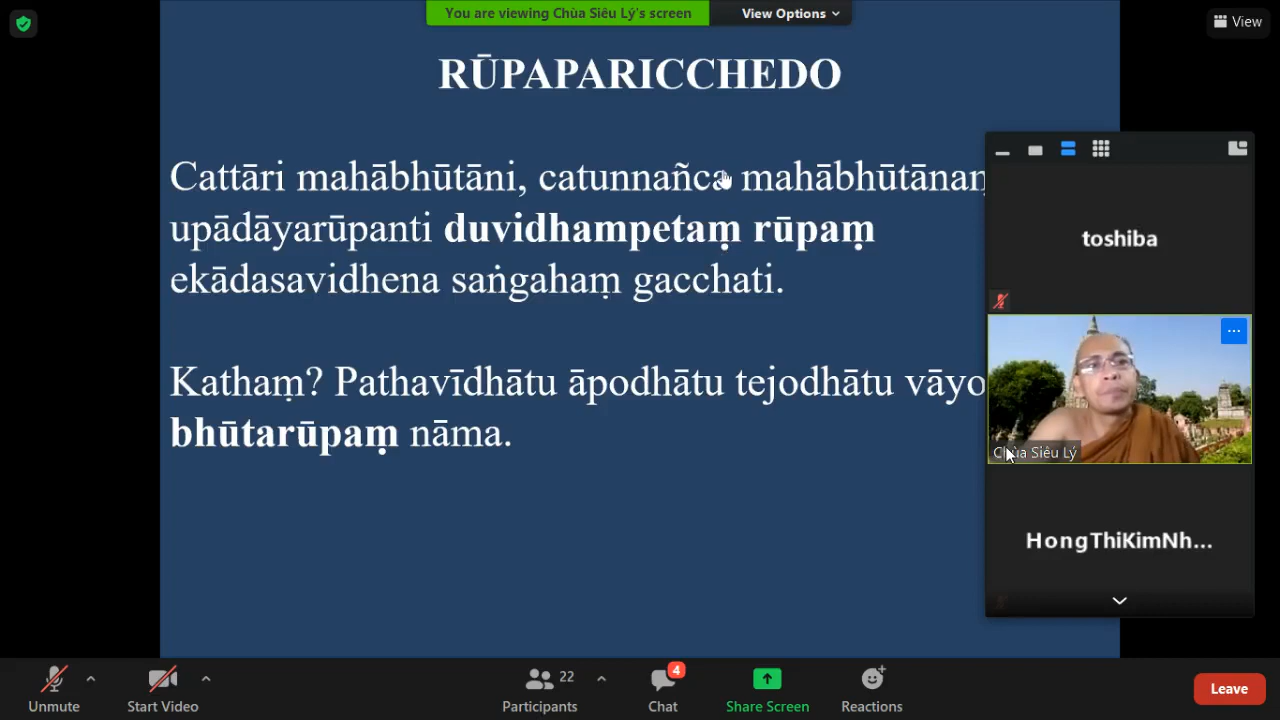 You are viewing Chùa Siêu Lý's screen
View Options
View
RŪPAPARICCHEDO
Cattāri mahābhūtāni, catunnañca mahābhūtānaṃ
upādāyarūpanti duvidhampetaṃ rūpaṃ
ekādasavidhena saṅgahaṃ gacchati.
Kathaṃ? Pathavīdhātu āpodhātu tejodhātu vāyo
bhūtarūpaṃ nāma.
toshiba
Chùa Siêu Lý
HongThiKimNh...
Unmute
Start Video
22
Participants
4
Chat
Share Screen
Reactions
Leave